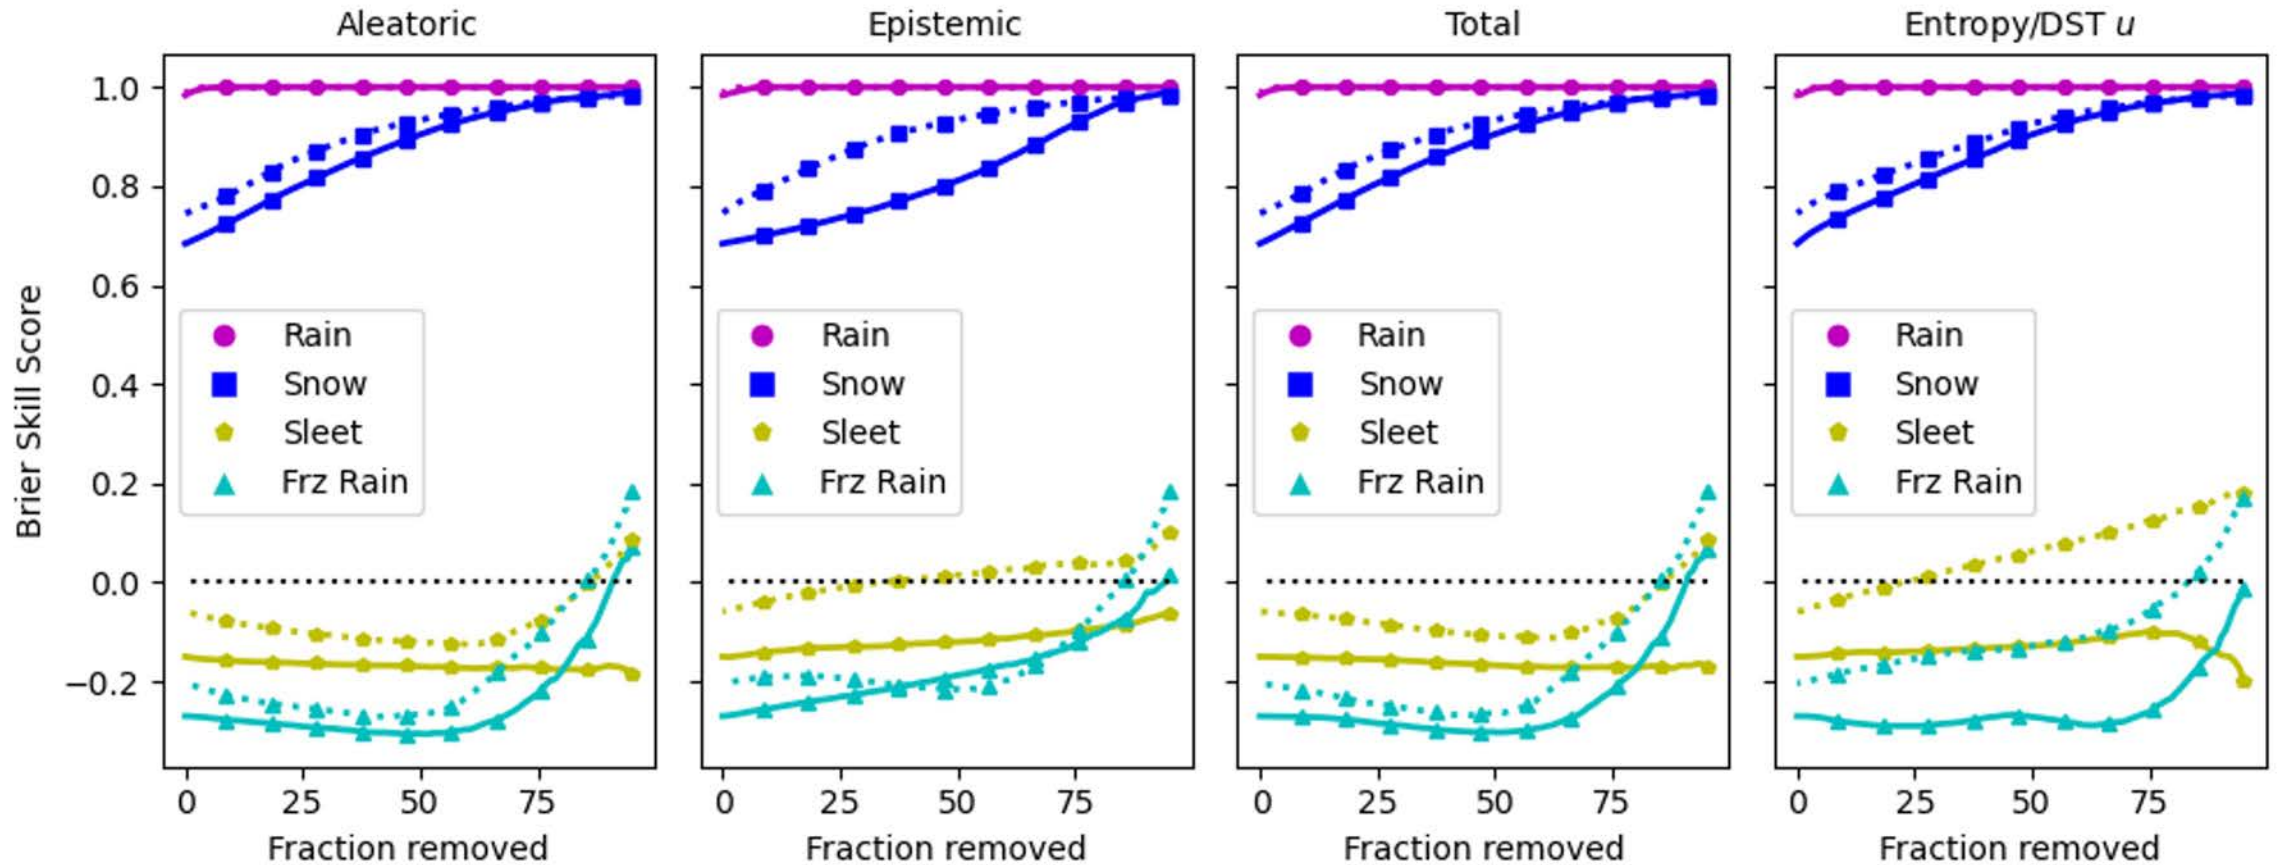 Aleatoric
Epistemic
Total
Entropy/DST u
Brier Skill Score
1.0
0.8
0.6
0.4
0.2
0.0
−0.2
Rain
Snow
Sleet
Frz Rain
Rain
Snow
Sleet
Frz Rain
Rain
Snow
Sleet
Frz Rain
Rain
Snow
Sleet
Frz Rain
0 25 50 75
0 25 50 75
0 25 50 75
0 25 50 75
Fraction removed
Fraction removed
Fraction removed
Fraction removed